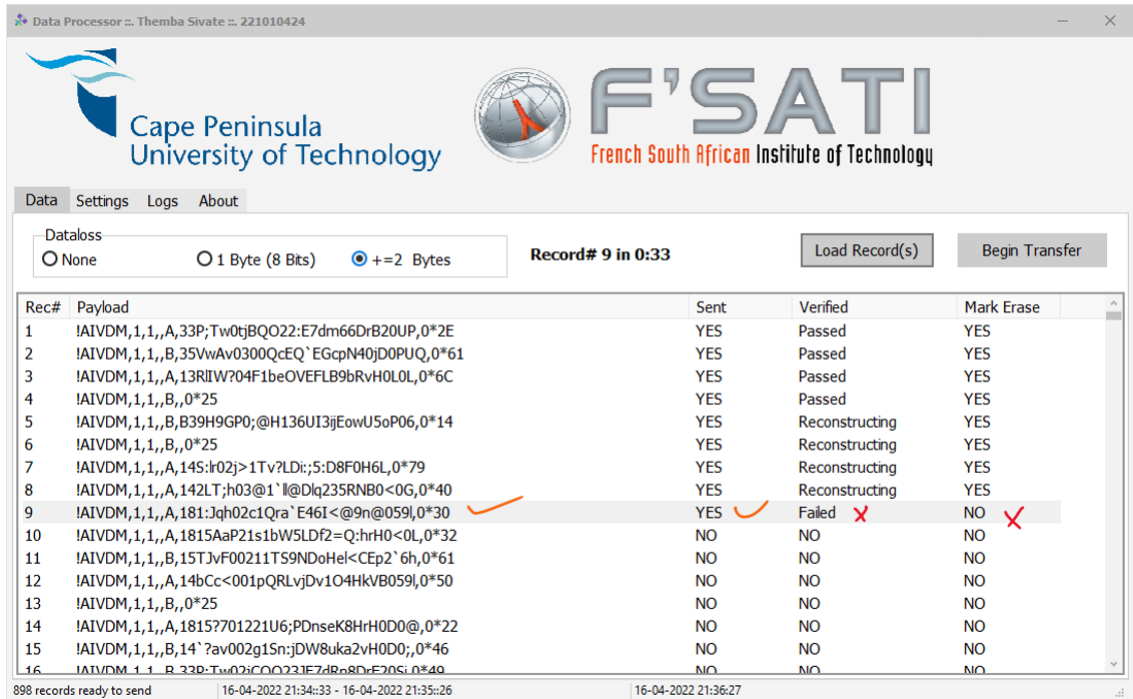 Data Processor ::. Themba Sivate ::. 221010424
Cape Peninsula
University of Technology
F'SATI
French South African Institute of Technology
Data Settings Logs About
Dataloss
None 1 Byte (8 Bits) +=2 Bytes Record# 9 in 0:33 Load Record(s) Begin Transfer
Rec# Payload Sent Verified Mark Erase
1 !AIVDM,1,1,,A,33P;Tw0tjBQO22:E7dm66DrB20UP,0*2E YES Passed YES
2 !AIVDM,1,1,,B,35VwAv0300QcEQ`EGcpN40jD0PUQ,0*61 YES Passed YES
3 !AIVDM,1,1,,A,13RlIW?04F1beOVEFLB9bRvH0L0L,0*6C YES Passed YES
4 !AIVDM,1,1,,B,,0*25 YES Passed YES
5 !AIVDM,1,1,,B,B39H9GP0;@H136UI3ijEowU5oP06,0*14 YES Reconstructing YES
6 !AIVDM,1,1,,B,,0*25 YES Reconstructing YES
7 !AIVDM,1,1,,A,14S:lr02j>1Tv?LDi:;5:D8F0H6L,0*79 YES Reconstructing YES
8 !AIVDM,1,1,,A,142LT;h03@1`ll@Dlq235RNB0<0G,0*40 YES Reconstructing YES
9 !AIVDM,1,1,,A,181:Jqh02c1Qra`E46I<@9n@059l,0*30 YES Failed NO
10 !AIVDM,1,1,,A,1815AaP21s1bW5LDf2=Q:hrH0<0L,0*32 NO NO NO
11 !AIVDM,1,1,,B,15TJvF00211TS9NDoHel<CEp2`6h,0*61 NO NO NO
12 !AIVDM,1,1,,A,14bCc<001pQRLvjDv1O4HkVB059l,0*50 NO NO NO
13 !AIVDM,1,1,,B,,0*25 NO NO NO
14 !AIVDM,1,1,,A,1815?701221U6;PDnseK8HrH0D0@,0*22 NO NO NO
15 !AIVDM,1,1,,B,14`?av002g1Sn:jDW8uka2vH0D0;,0*46 NO NO NO
16 NO NO NO
898 records ready to send 16-04-2022 21:34::33 - 16-04-2022 21:35::26 16-04-2022 21:36:27